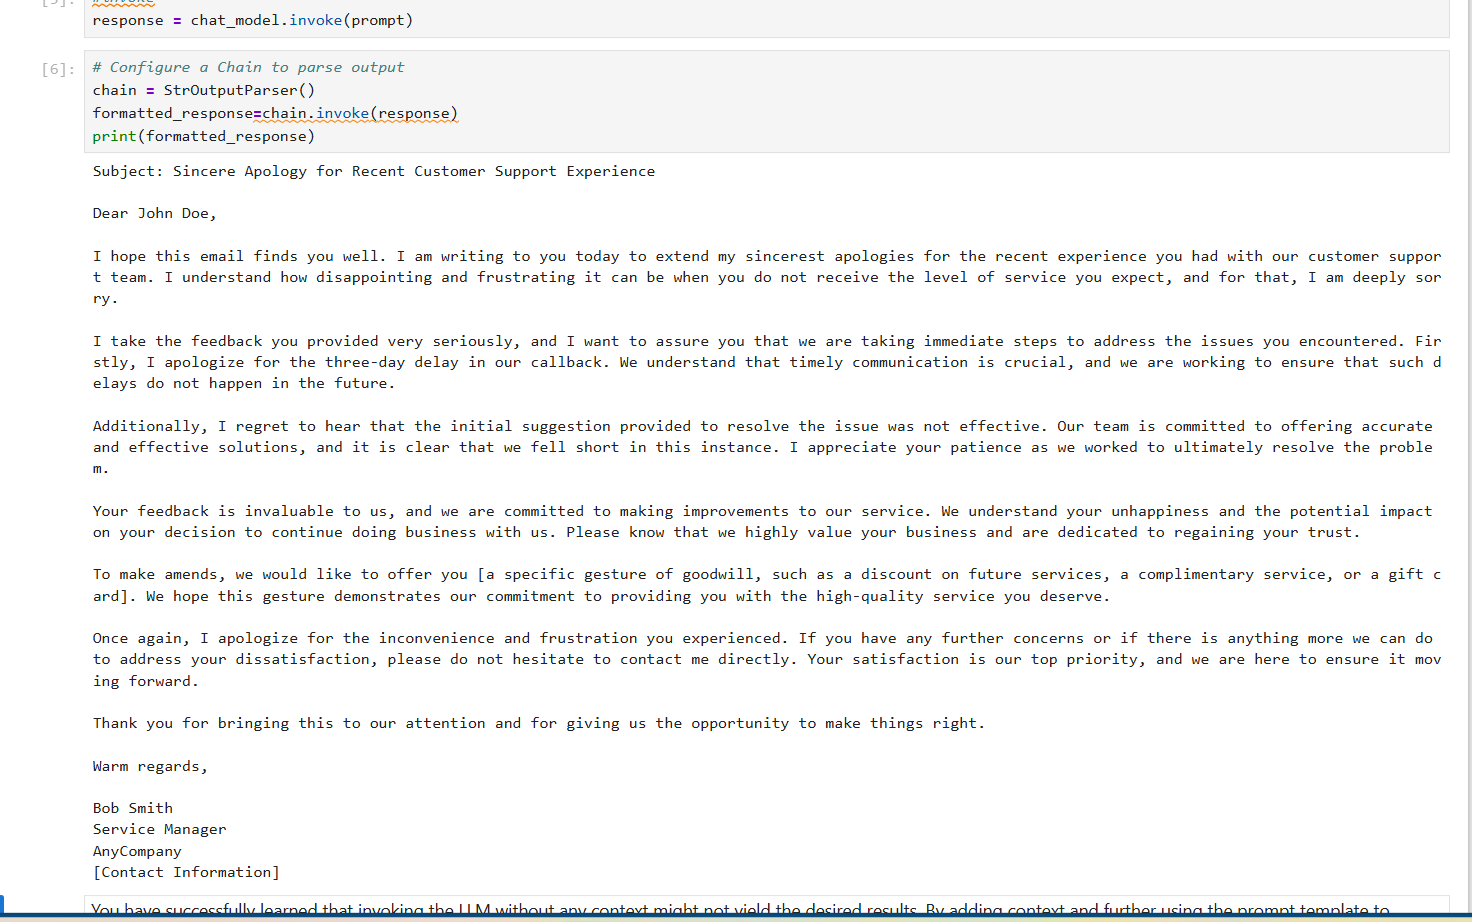 [5]:
#invoke
response = chat_model.invoke(prompt)
[6]:
# Configure a Chain to parse output
chain = StrOutputParser()
formatted_response=chain.invoke(response)
print(formatted_response)
Subject: Sincere Apology for Recent Customer Support Experience
Dear John Doe,
I hope this email finds you well. I am writing to you today to extend my sincerest apologies for the recent experience you had with our customer suppor
t team. I understand how disappointing and frustrating it can be when you do not receive the level of service you expect, and for that, I am deeply sor
ry.
I take the feedback you provided very seriously, and I want to assure you that we are taking immediate steps to address the issues you encountered. Fir
stly, I apologize for the three-day delay in our callback. We understand that timely communication is crucial, and we are working to ensure that such d
elays do not happen in the future.
Additionally, I regret to hear that the initial suggestion provided to resolve the issue was not effective. Our team is committed to offering accurate
and effective solutions, and it is clear that we fell short in this instance. I appreciate your patience as we worked to ultimately resolve the proble
m.
Your feedback is invaluable to us, and we are committed to making improvements to our service. We understand your unhappiness and the potential impact
on your decision to continue doing business with us. Please know that we highly value your business and are dedicated to regaining your trust.
To make amends, we would like to offer you [a specific gesture of goodwill, such as a discount on future services, a complimentary service, or a gift c
ard]. We hope this gesture demonstrates our commitment to providing you with the high-quality service you deserve.
Once again, I apologize for the inconvenience and frustration you experienced. If you have any further concerns or if there is anything more we can do
to address your dissatisfaction, please do not hesitate to contact me directly. Your satisfaction is our top priority, and we are here to ensure it mov
ing forward.
Thank you for bringing this to our attention and for giving us the opportunity to make things right.
Warm regards,
Bob Smith
Service Manager
AnyCompany
[Contact Information]
You have successfully learned that invoking the LLM without any context might not yield the desired results. By adding context and further using the prompt template to